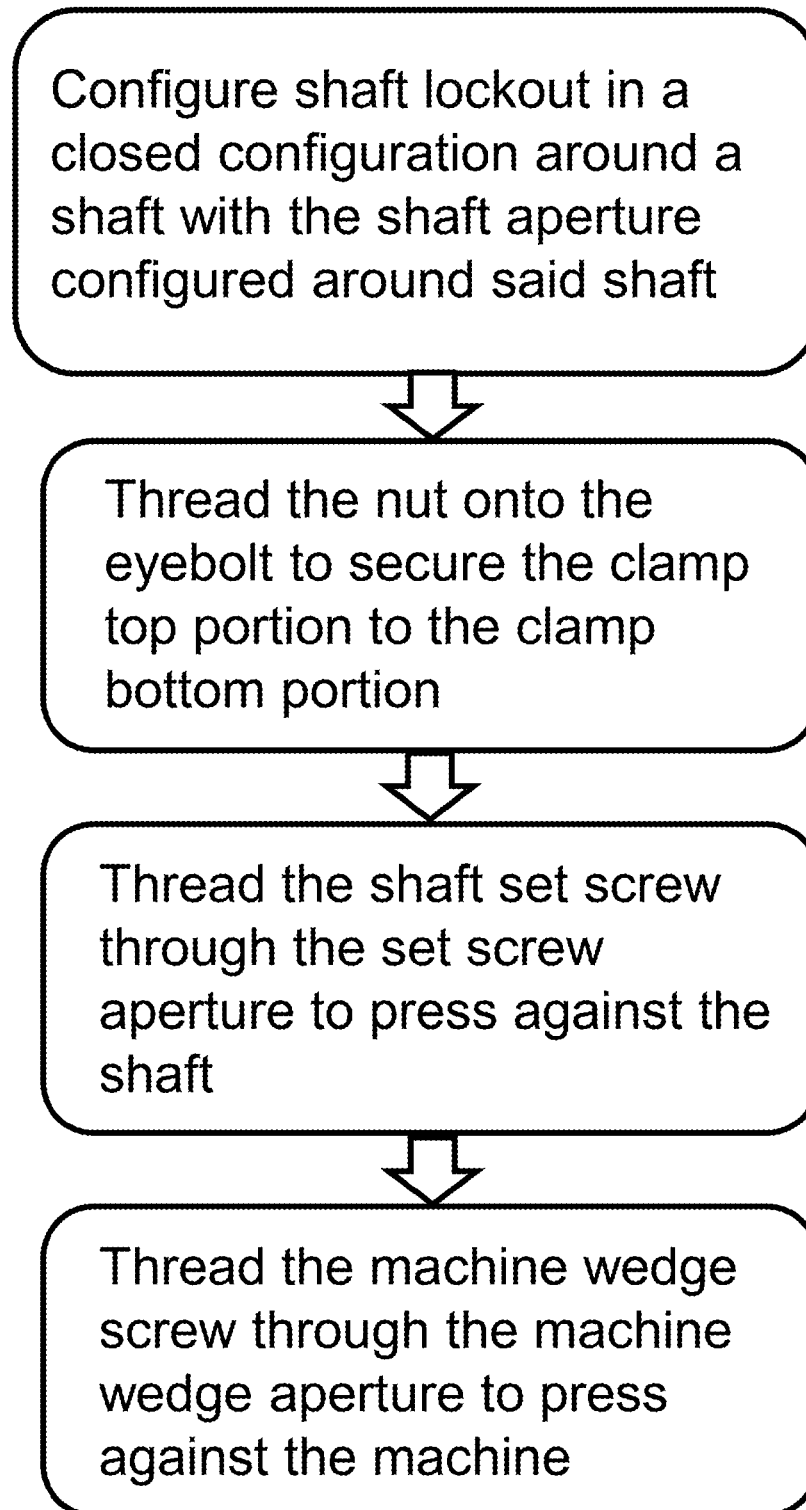 Configure shaft lockout in a
closed configuration around a
shaft with the shaft aperture
configured around said shaft
Thread the nut onto the
eyebolt to secure the clamp
top portion to the clamp
bottom portion
Thread the shaft set screw
through the set screw
aperture to press against the
shaft
Thread the machine wedge
screw through the machine
wedge aperture to press
against the machine